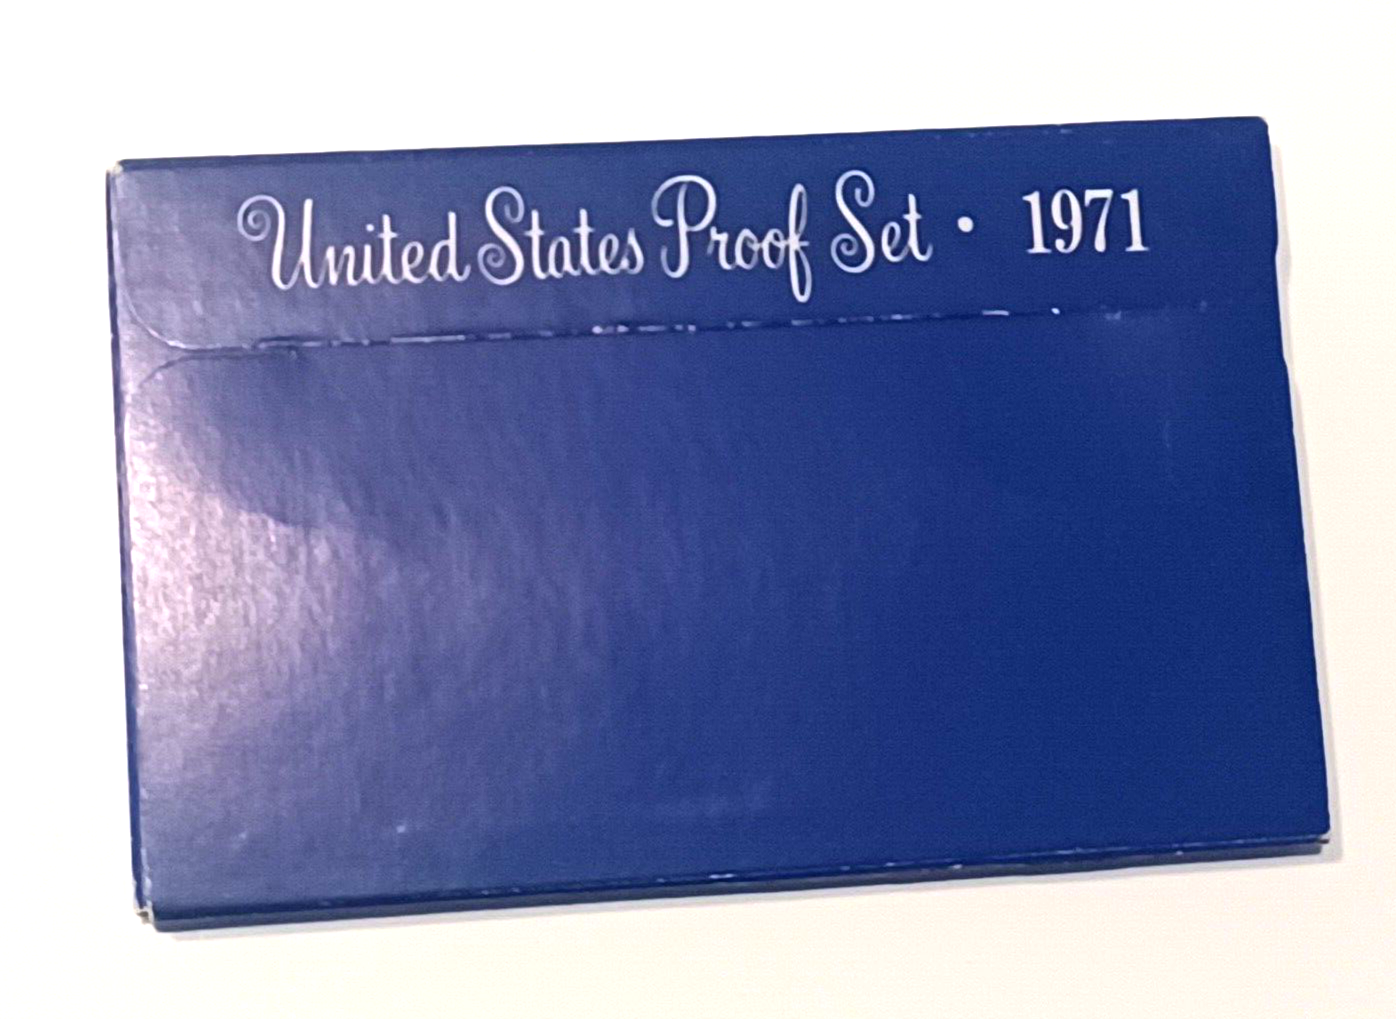 United States Proof Set • 1971